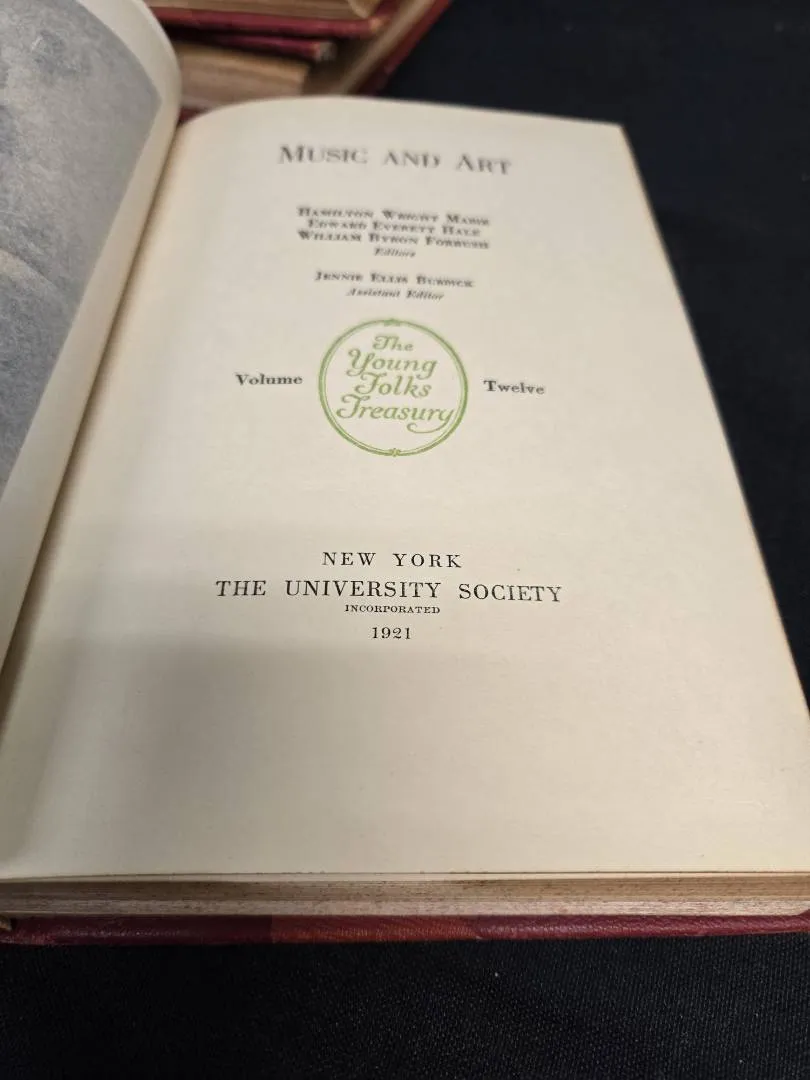 MUSIC AND ART
HAMILTON WRIGHT MABIE
EDWARD EVERETT HALE
WILLIAM BYRON FORBUSH
Editors
JENNIE ELLIS BURDICK
Assistant Editor
Volume
The
Young
Folks
Treasury
Twelve
NEW YORK
THE UNIVERSITY SOCIETY
INCORPORATED
1921